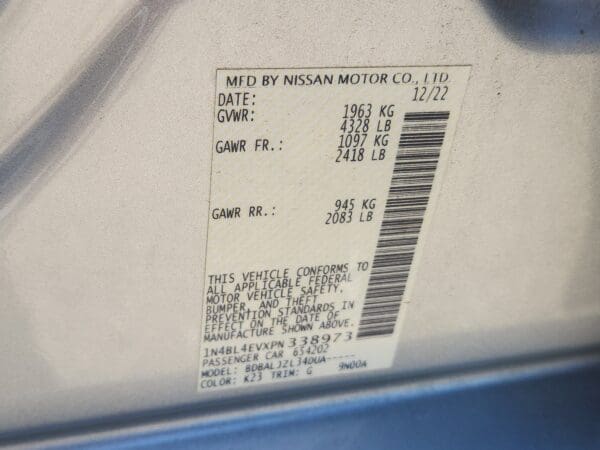 MFD BY NISSAN MOTOR CO., LTD.
DATE: 12/22
GVWR: 1963 KG
4328 LB
GAWR FR.: 1097 KG
2418 LB
GAWR RR.: 945 KG
2083 LB
THIS VEHICLE CONFORMS TO
ALL APPLICABLE FEDERAL
MOTOR VEHICLE SAFETY,
BUMPER, AND THEFT
PREVENTION STANDARDS IN
EFFECT ON THE DATE OF
MANUFACTURE SHOWN ABOVE.
1N4BL4EVXPN338973
PASSENGER CAR 654202
MODEL: BDBALJZL34DUA----- 9N00A
COLOR: K23 TRIM: G